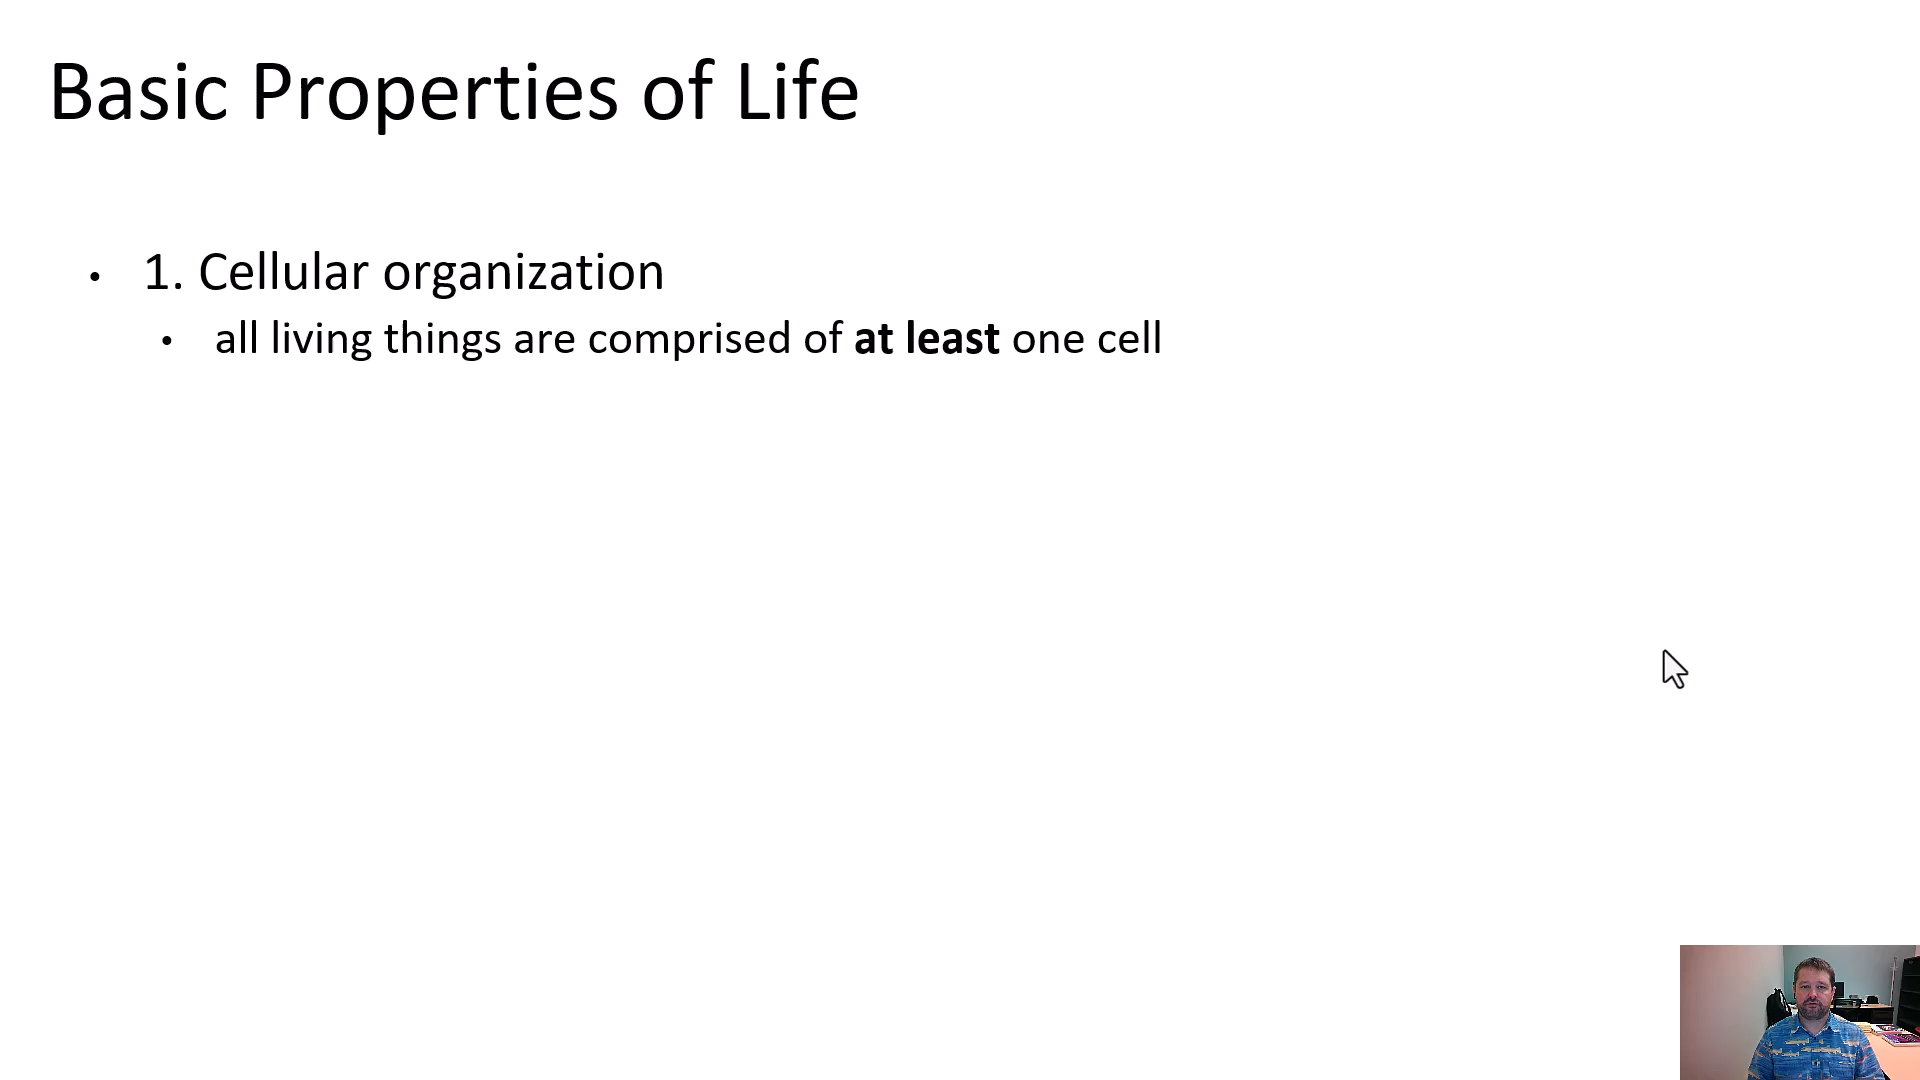 Basic Properties of Life
• 1. Cellular organization
• all living things are comprised of at least one cell